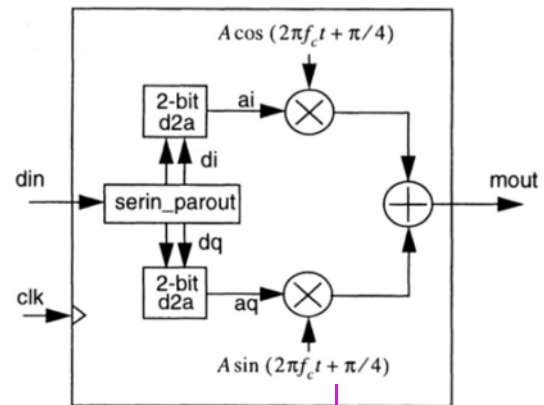 A cos (2πf_c t + π/4)
2-bit
d2a
ai
di
din
serin_parout
mout
dq
clk
2-bit
d2a
aq
A sin (2πf_c t + π/4)